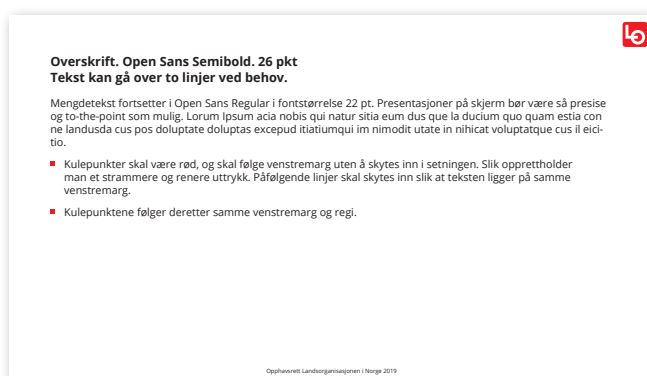 LO
Overskrift. Open Sans Semibold. 26 pkt
Tekst kan gå over to linjer ved behov.
Mengdetekst fortsetter i Open Sans Regular i fontstørrelse 22 pt. Presentasjoner på skjerm bør være så presise
og to-the-point som mulig. Lorum Ipsum acia nobis qui natur sitia eum dus que la ducium quo quam estia con
ne landusda cus pos doluptate doluptas excepud itiatiumqui im nimodit utate in nihicat voluptatque cus il eici-
tio.
Kulepunkter skal være rød, og skal følge venstremarg uten å skytes inn i setningen. Slik opprettholder
man et strammere og renere uttrykk. Påfølgende linjer skal skytes inn slik at teksten ligger på samme
venstremarg.
Kulepunktene følger deretter samme venstremarg og regi.
Opphavsrett Landsorganisasjonen i Norge 2019